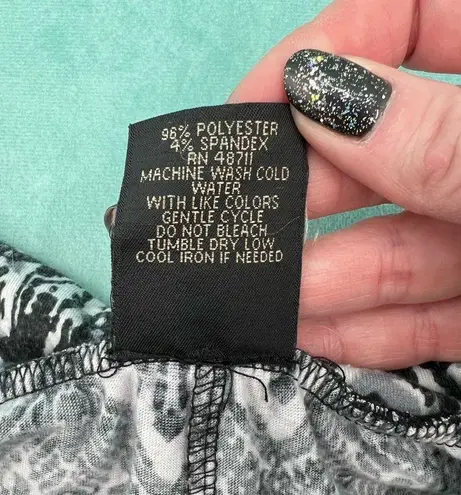 96% POLYESTER
4% SPANDEX
RN 48711
MACHINE WASH COLD
WATER
WITH LIKE COLORS
GENTLE CYCLE
DO NOT BLEACH
TUMBLE DRY LOW
COOL IRON IF NEEDED